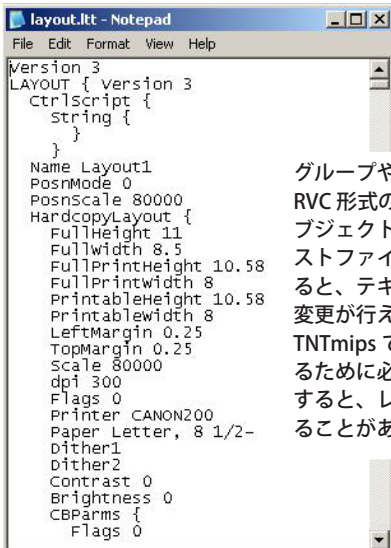 layout.ltt - Notepad
File Edit Format View Help
Version 3
LAYOUT { Version 3
CtrlScript {
String {
}
}
Name Layout1
PosnMode 0
PosnScale 80000
HardcopyLayout {
FullHeight 11
FullWidth 8.5
FullPrintHeight 10.58
FullPrintWidth 8
PrintableHeight 10.58
PrintableWidth 8
LeftMargin 0.25
TopMargin 0.25
Scale 80000
dpi 300
Flags 0
Printer CANON200
Paper Letter, 8 1/2-
Dither1
Dither2
Contrast 0
Brightness 0
CBParms {
Flags 0
グループや
RVC 形式の
ブジェクト
ストファイ
ると、テキ
変更が行え
TNTmips で
るために必
すると、レ
ることがあ